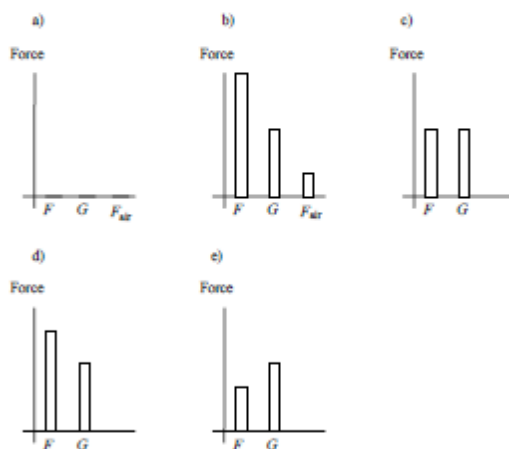 a) b) c)
Force Force Force
F G Fair F G Fair F G
d) e)
Force Force
F G F G